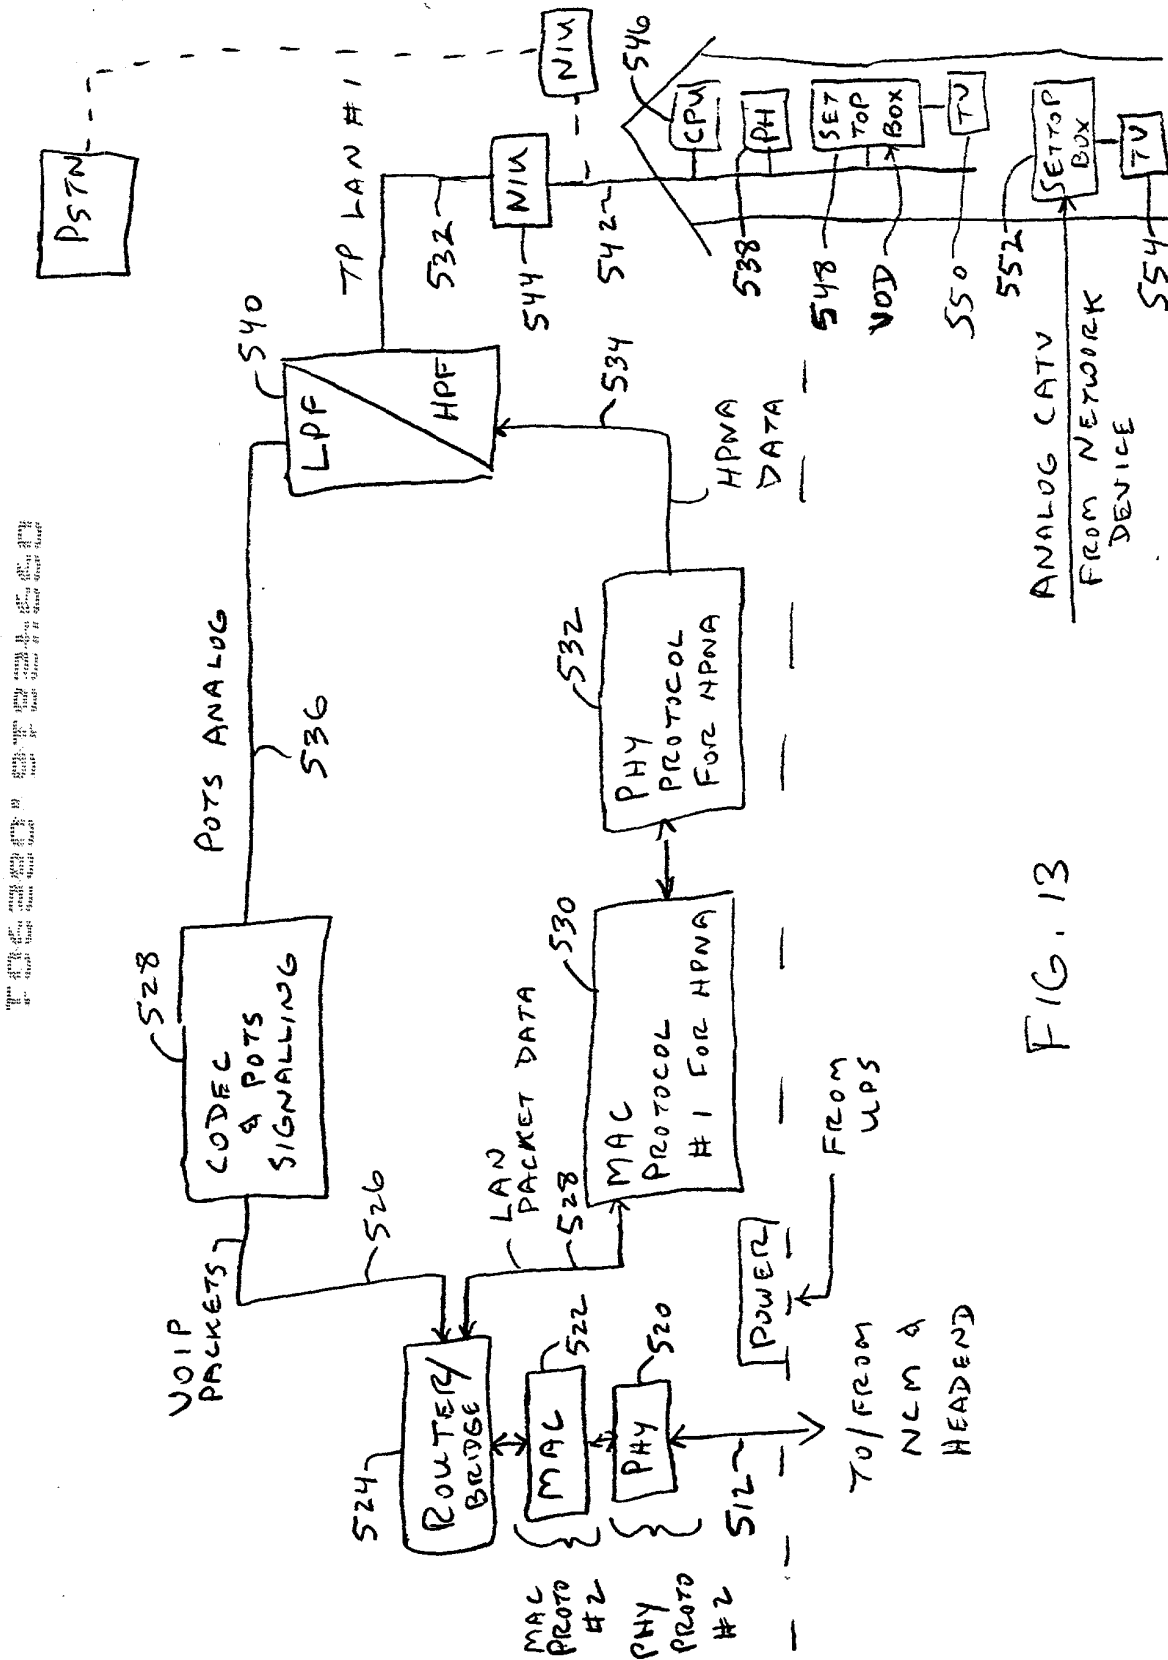 PSTN
TP LAN #1
NIU
532
NIU
544
542
546
CPU
PH
538
SET
TOP
BOX
548
VOD
TV
550
SETTOP
BOX
552
TV
554
ANALOG CATV
FROM NETWORK
DEVICE
540
LPF
HPF
534
HPNA
DATA
POTS ANALOG
536
532
PHY
PROTOCOL
FOR HPNA
528
CODEC
& POTS
SIGNALLING
530
MAC
PROTOCOL
#1 FOR HPNA
LAN
PACKET DATA
528
VOIP
PACKETS
526
524
ROUTER/
BRIDGE
522
MAC
520
PHY
MAC
PROTO
#2
PHY
PROTO
#2
512
POWER
FROM
UPS
TO/FROM
NCM &
HEADEND
FIG. 13